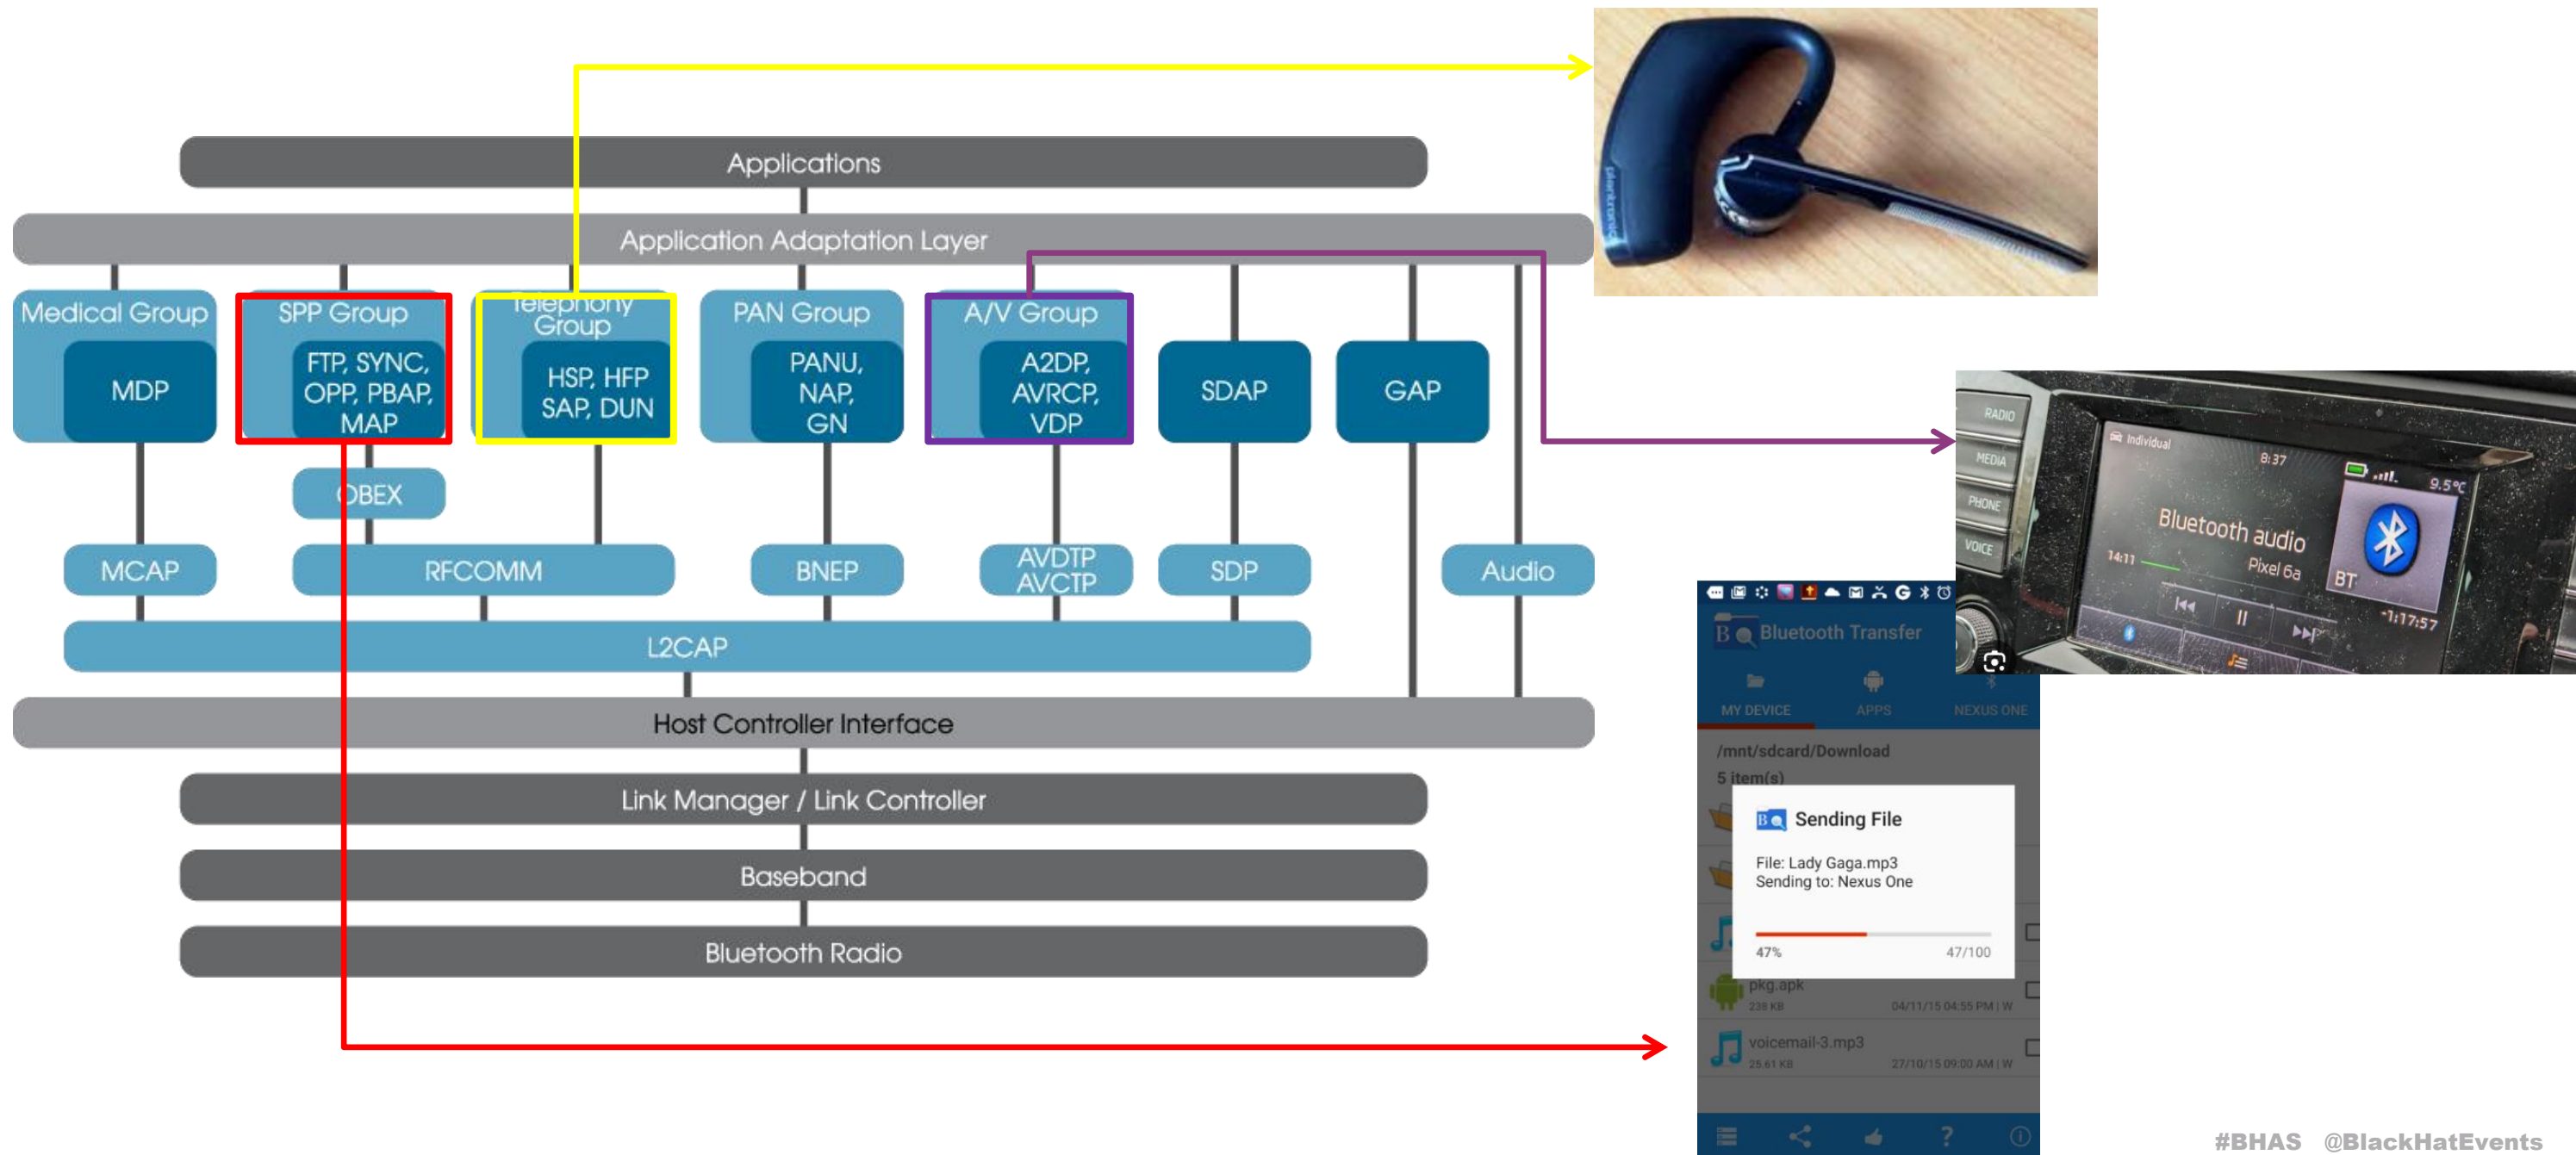 Applications
Application Adaptation Layer
Medical Group
MDP
SPP Group
FTP, SYNC,
OPP, PBAP,
MAP
Telephony
Group
HSP, HFP
SAP, DUN
PAN Group
PANU,
NAP,
GN
A/V Group
A2DP,
AVRCP,
VDP
SDAP
GAP
OBEX
MCAP
RFCOMM
BNEP
AVDTP
AVCTP
SDP
Audio
L2CAP
Host Controller Interface
Link Manager / Link Controller
Baseband
Bluetooth Radio
plantronics
RADIO
MEDIA
PHONE
VOICE
Individual
8:37
9.5°C
Bluetooth audio
Pixel 6a
14:11
BT
-1:17:57
Bluetooth Transfer
MY DEVICE
APPS
NEXUS ONE
/mnt/sdcard/Download
5 item(s)
Sending File
File: Lady Gaga.mp3
Sending to: Nexus One
47%
47/100
pkg.apk
238 KB
04/11/15 04:55 PM | W
voicemail-3.mp3
25.61 KB
27/10/15 09:00 AM | W
#BHAS @BlackHatEvents